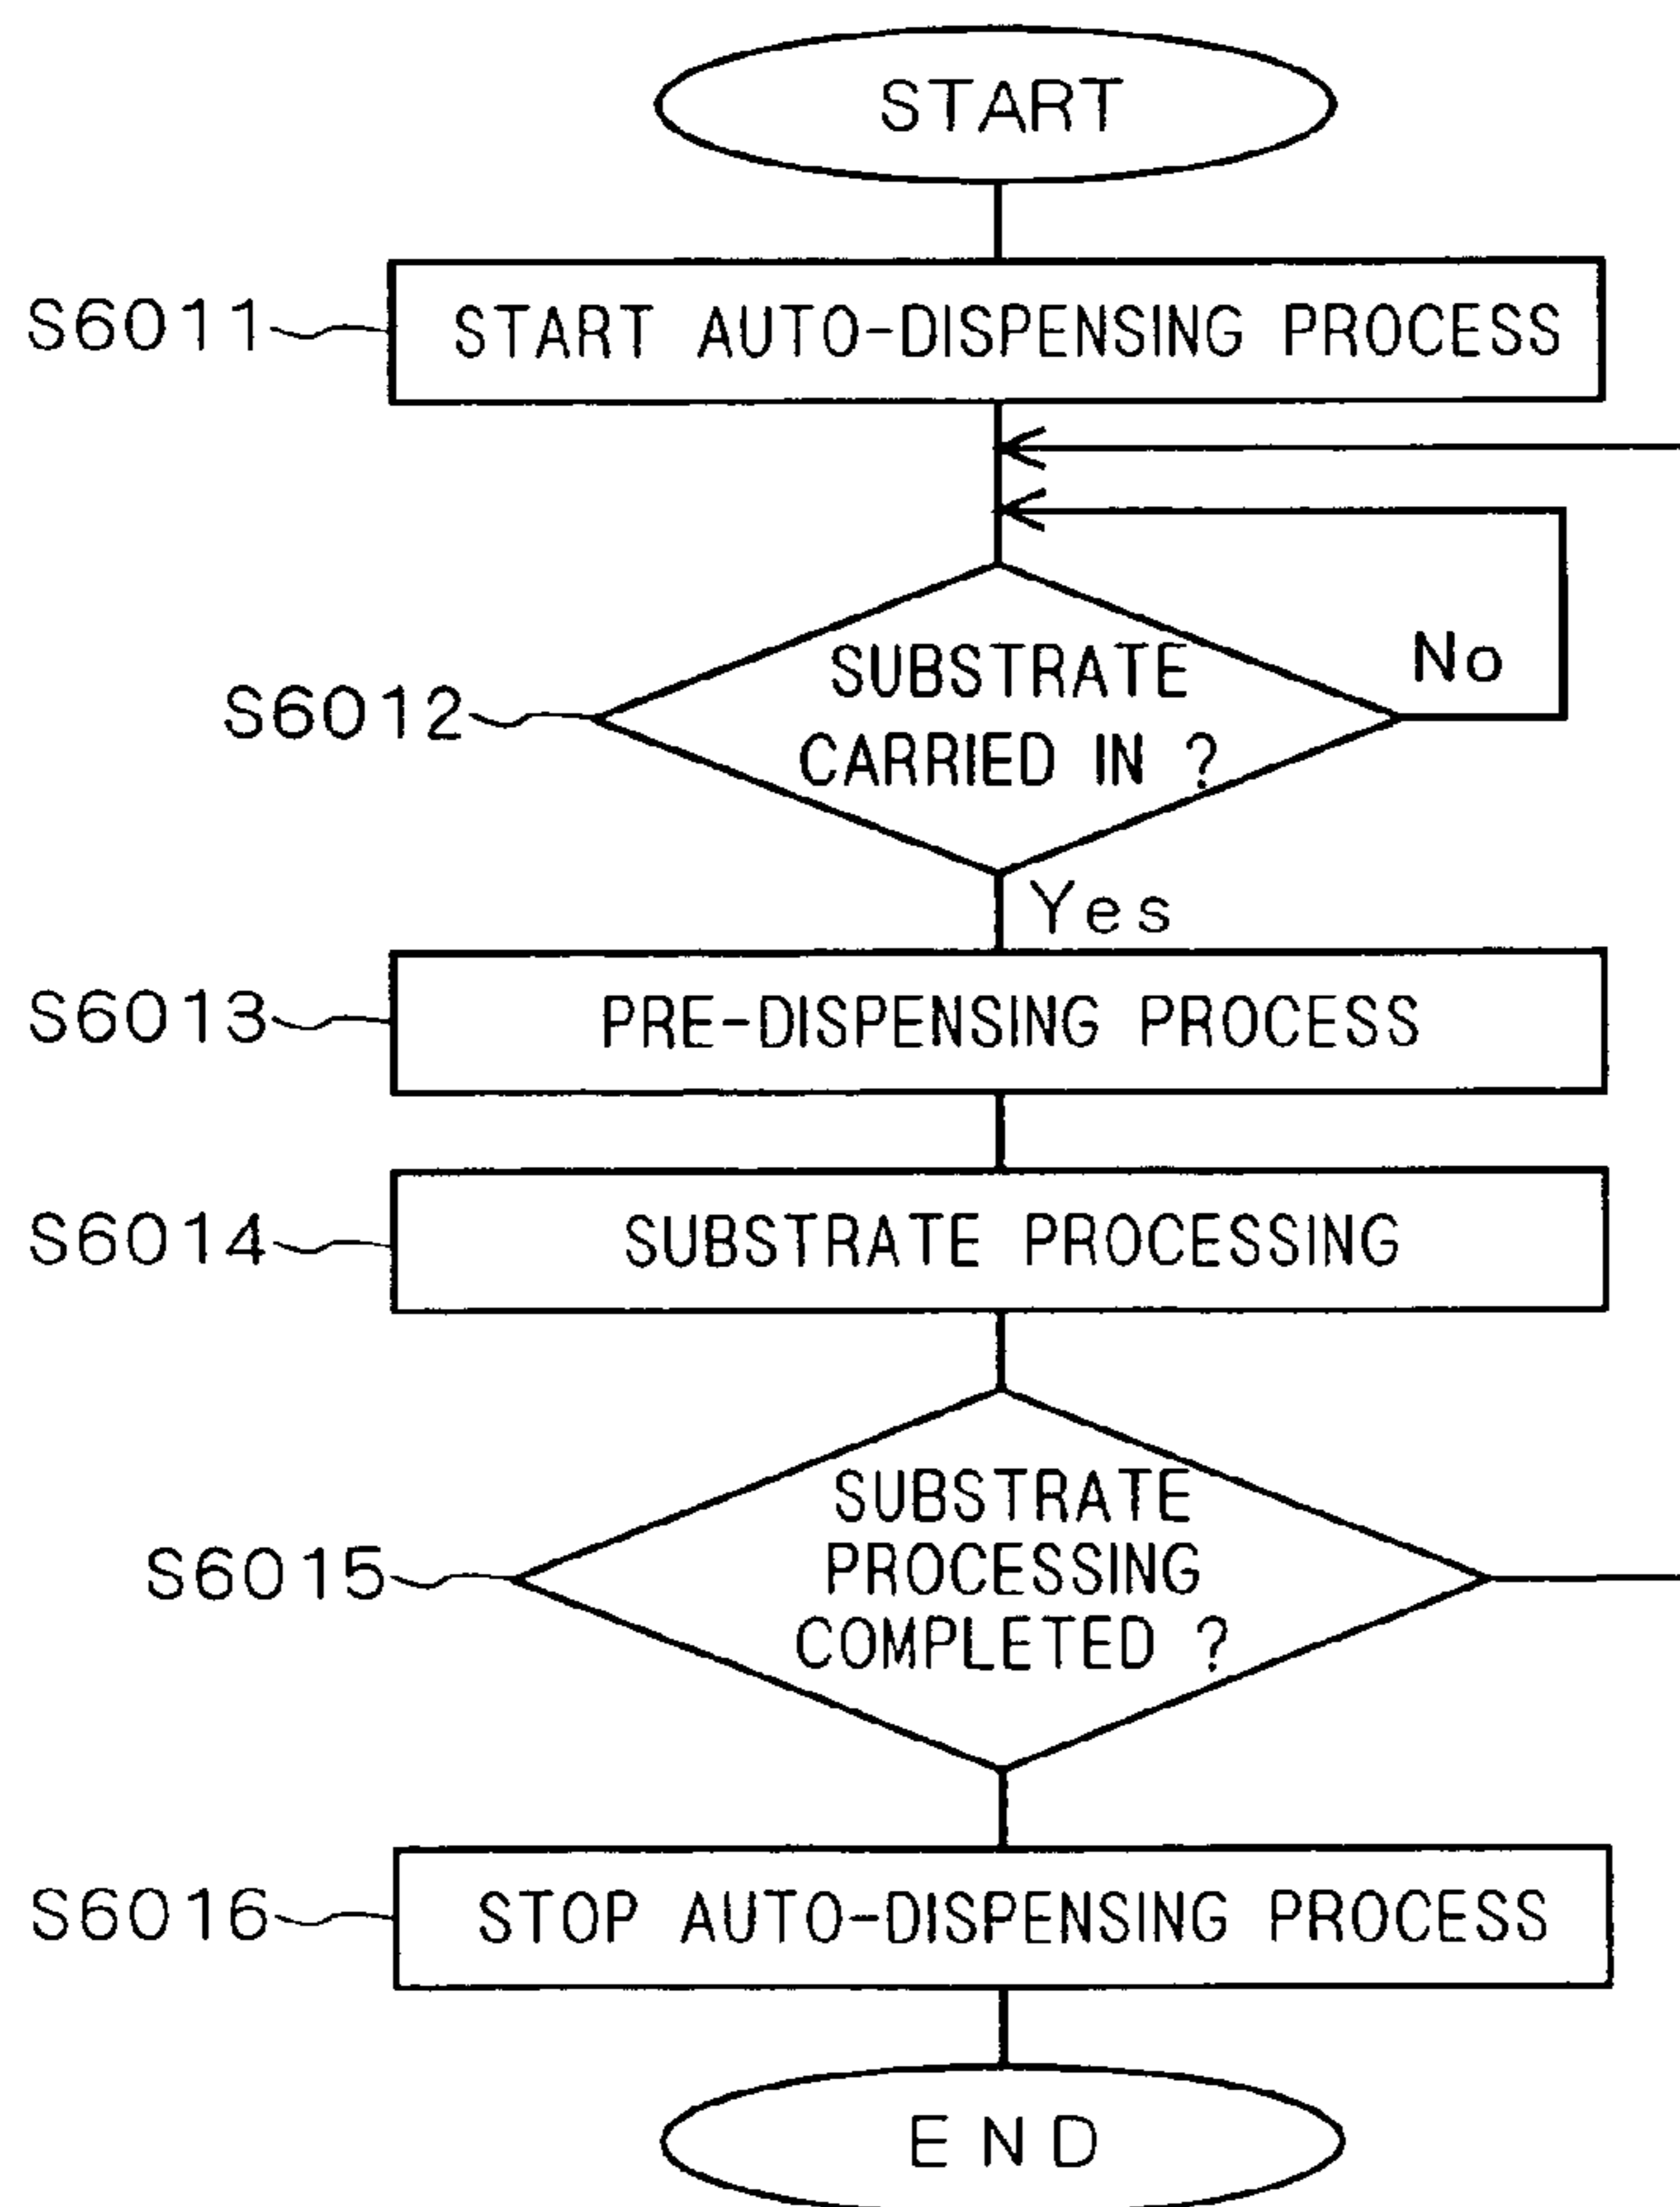 START
S6011
START AUTO-DISPENSING PROCESS
S6012
SUBSTRATE
CARRIED IN ?
No
Yes
S6013
PRE-DISPENSING PROCESS
S6014
SUBSTRATE PROCESSING
S6015
SUBSTRATE
PROCESSING
COMPLETED ?
S6016
STOP AUTO-DISPENSING PROCESS
END